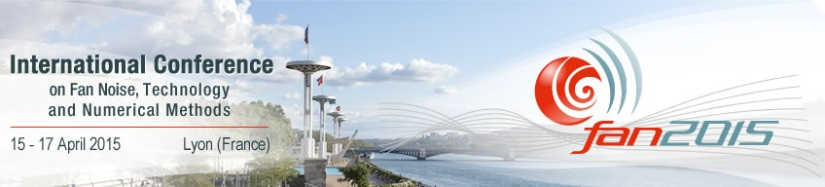 International Conference
on Fan Noise, Technology
and Numerical Methods
15 - 17 April 2015 Lyon (France)
fan2015